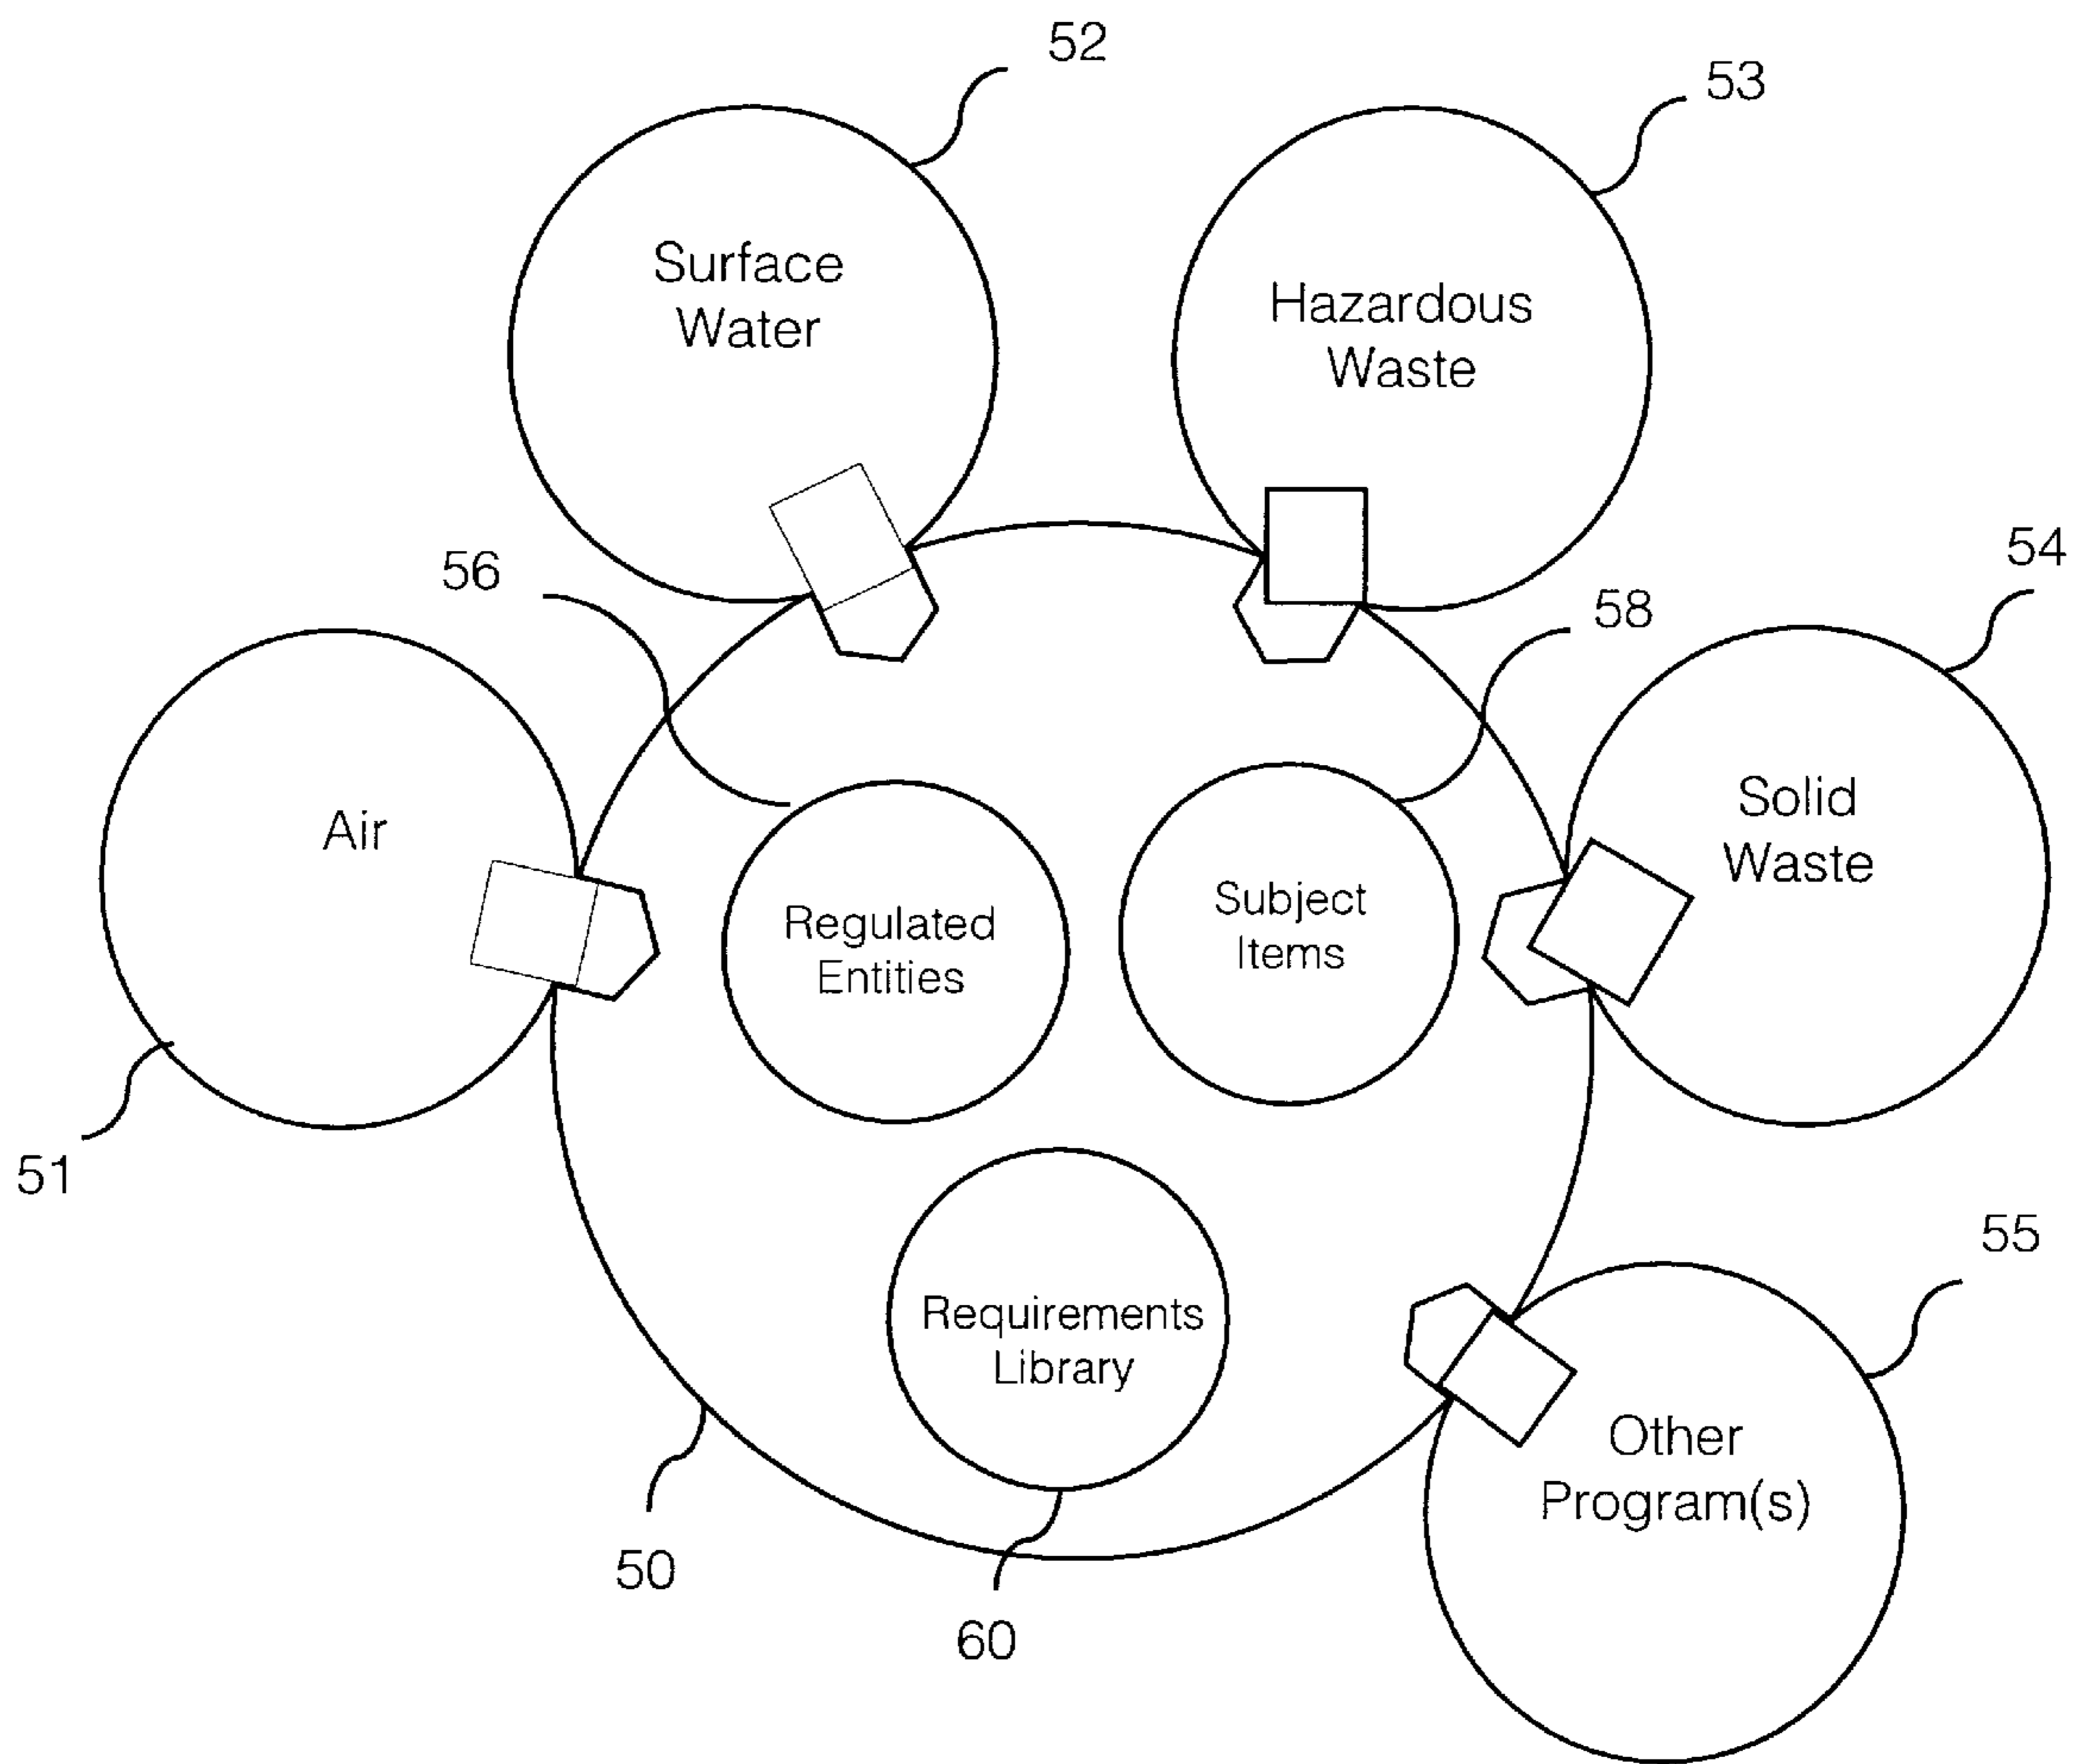 52
53
Surface
Water
Hazardous
Waste
54
56
58
Air
Solid
Waste
Regulated
Entities
Subject
Items
51
55
Requirements
Library
Other
Program(s)
50
60